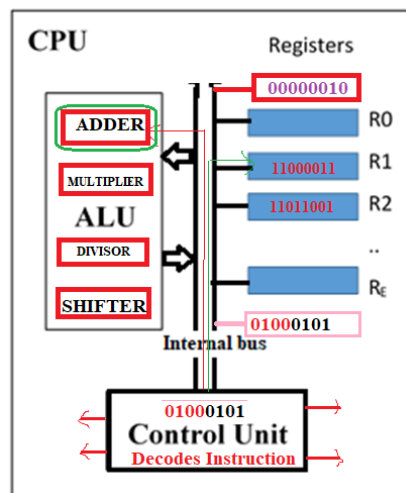 CPU
Registers
00000010
ADDER
R0
MULTIPLIER
11000011
R1
ALU
11011001
R2
DIVISOR
..
SHIFTER
RE
01000101
Internal bus
01000101
Control Unit
Decodes Instruction